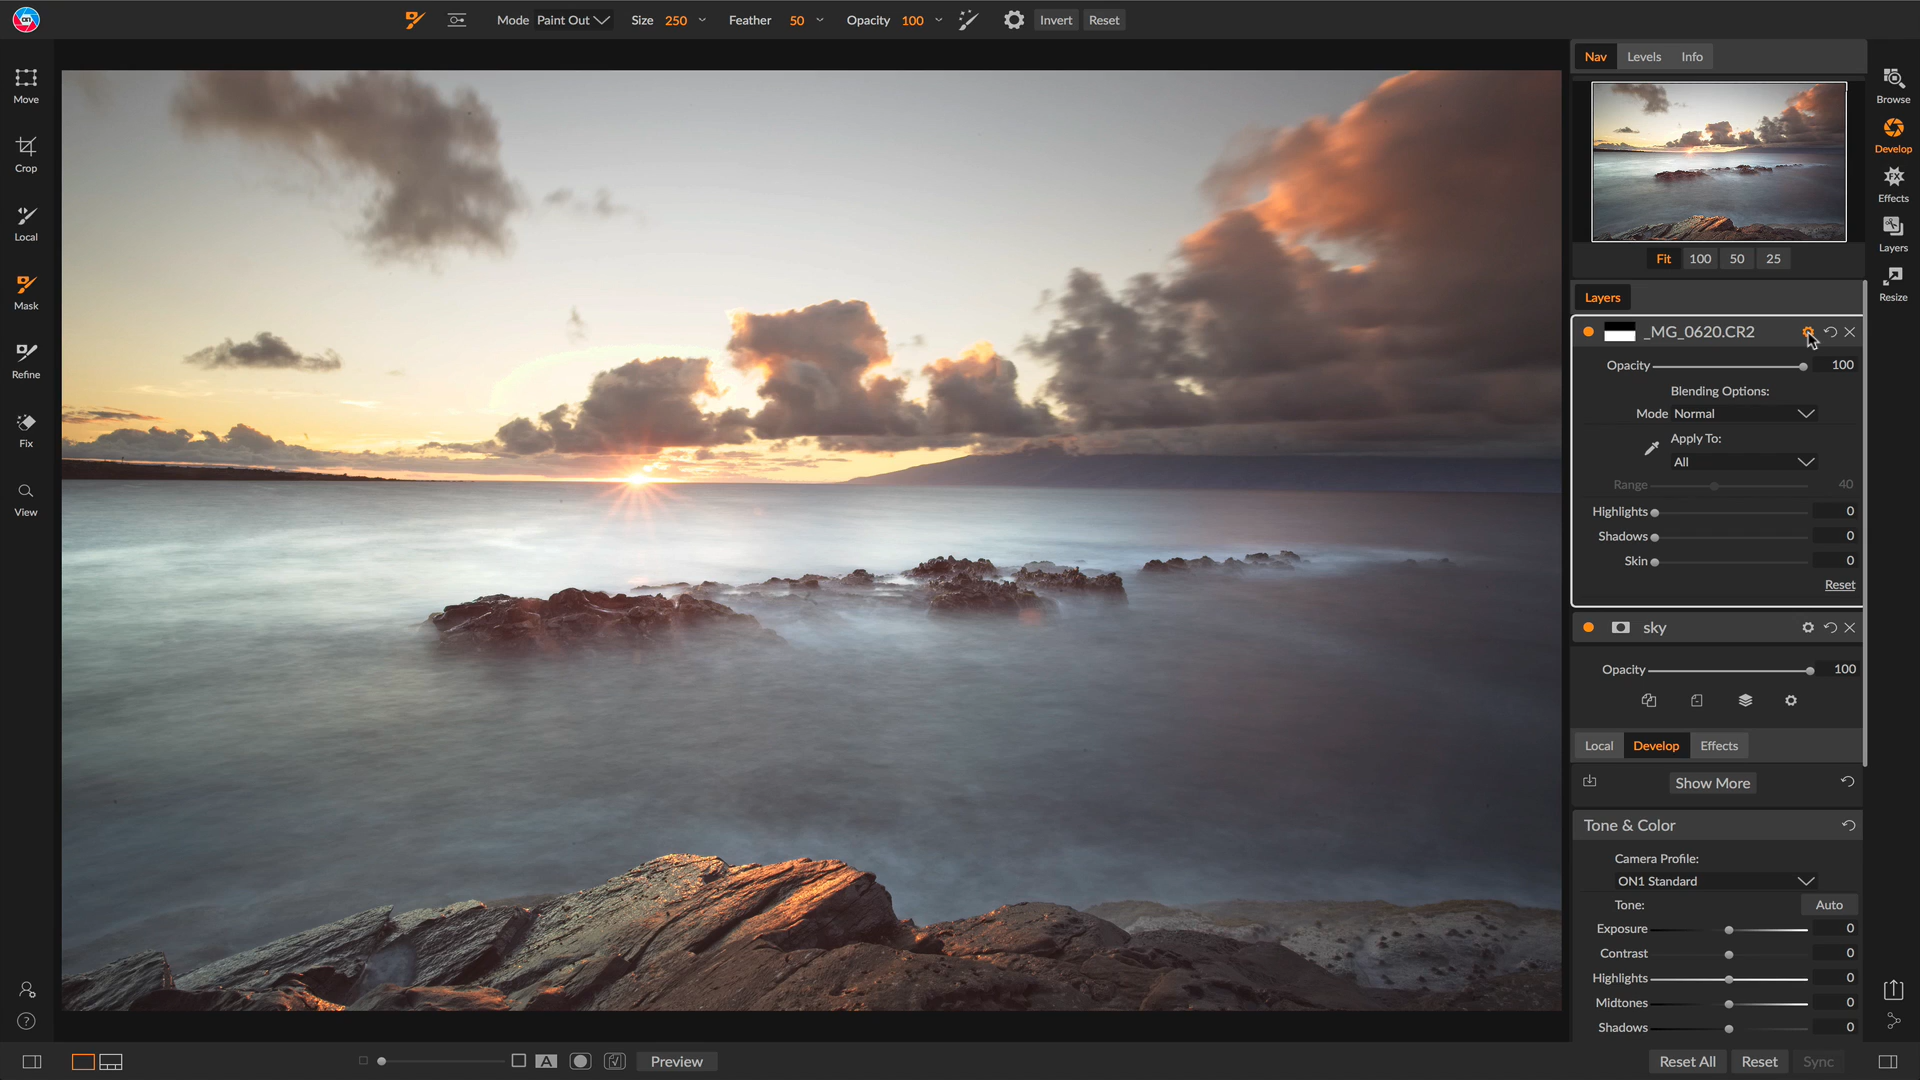 Mode Paint Out Size 250 Feather 50 Opacity 100 Invert Reset
Move
Crop
Local
Mask
Refine
Fix
View
Nav Levels Info
Fit 100 50 25
Layers
_MG_0620.CR2
Opacity 100
Blending Options:
Mode Normal
Apply To:
All
Range 40
Highlights 0
Shadows 0
Skin 0
Reset
sky
Opacity 100
Local Develop Effects
Show More
Tone & Color
Camera Profile:
ON1 Standard
Tone: Auto
Exposure 0
Contrast 0
Highlights 0
Midtones 0
Shadows 0
Browse
Develop
FX
Effects
Layers
Resize
A Preview Reset All Reset Sync